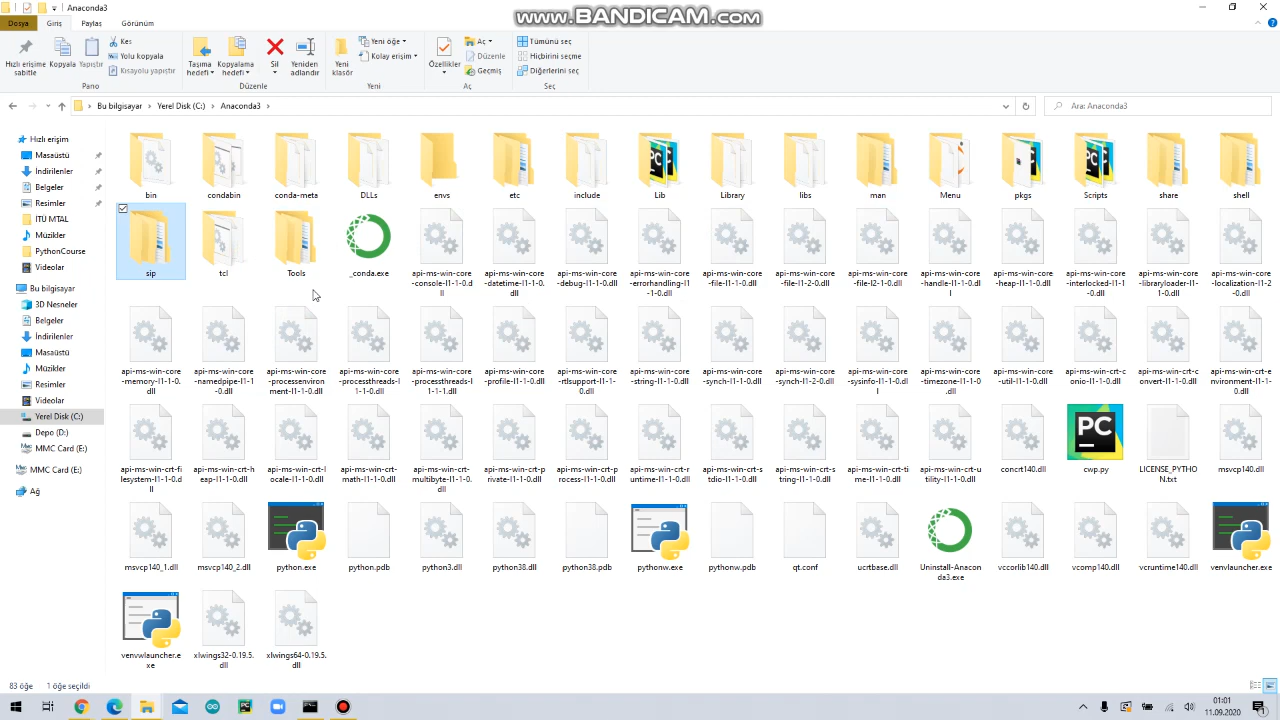 Anaconda3
www.BANDICAM.com
Dosya
Giriş
Paylaş
Görünüm
Hızlı erişime sabitle
Kopyala
Yapıştır
Kes
Yolu kopyala
Kısayolu yapıştır
Pano
Taşıma hedefi
Kopyalama hedefi
Sil
Yeniden adlandır
Düzenle
Yeni klasör
Yeni öğe
Kolay erişim
Yeni
Özellikler
Aç
Düzenle
Geçmiş
Aç
Tümünü seç
Hiçbirini seçme
Diğerlerini seç
Seç
Bu bilgisayar
Yerel Disk (C:)
Anaconda3
Ara: Anaconda3
Hızlı erişim
Masaüstü
İndirilenler
Belgeler
Resimler
İTÜ MTAL
Müzikler
PythonCourse
Videolar
Bu bilgisayar
3D Nesneler
Belgeler
İndirilenler
Masaüstü
Müzikler
Resimler
Videolar
Yerel Disk (C:)
Depo (D:)
MMC Card (E:)
MMC Card (E:)
Ağ
bin
condabin
conda-meta
DLLs
envs
etc
include
Lib
Library
libs
man
Menu
pkgs
Scripts
share
shell
sip
tcl
Tools
_conda.exe
api-ms-win-core-console-l1-1-0.dll
api-ms-win-core-datetime-l1-1-0.dll
api-ms-win-core-debug-l1-1-0.dll
api-ms-win-core-errorhandling-l1-1-0.dll
api-ms-win-core-file-l1-1-0.dll
api-ms-win-core-file-l1-2-0.dll
api-ms-win-core-file-l2-1-0.dll
api-ms-win-core-handle-l1-1-0.dll
api-ms-win-core-heap-l1-1-0.dll
api-ms-win-core-interlocked-l1-1-0.dll
api-ms-win-core-libraryloader-l1-1-0.dll
api-ms-win-core-localization-l1-2-0.dll
api-ms-win-core-memory-l1-1-0.dll
api-ms-win-core-namedpipe-l1-1-0.dll
api-ms-win-core-processenvironment-l1-1-0.dll
api-ms-win-core-processthreads-l1-1-0.dll
api-ms-win-core-processthreads-l1-1-1.dll
api-ms-win-core-profile-l1-1-0.dll
api-ms-win-core-rtlsupport-l1-1-0.dll
api-ms-win-core-string-l1-1-0.dll
api-ms-win-core-synch-l1-1-0.dll
api-ms-win-core-synch-l1-2-0.dll
api-ms-win-core-sysinfo-l1-1-0.dll
api-ms-win-core-timezone-l1-1-0.dll
api-ms-win-core-util-l1-1-0.dll
api-ms-win-crt-conio-l1-1-0.dll
api-ms-win-crt-convert-l1-1-0.dll
api-ms-win-crt-environment-l1-1-0.dll
api-ms-win-crt-filesystem-l1-1-0.dll
api-ms-win-crt-heap-l1-1-0.dll
api-ms-win-crt-locale-l1-1-0.dll
api-ms-win-crt-math-l1-1-0.dll
api-ms-win-crt-multibyte-l1-1-0.dll
api-ms-win-crt-private-l1-1-0.dll
api-ms-win-crt-process-l1-1-0.dll
api-ms-win-crt-runtime-l1-1-0.dll
api-ms-win-crt-stdio-l1-1-0.dll
api-ms-win-crt-string-l1-1-0.dll
api-ms-win-crt-time-l1-1-0.dll
api-ms-win-crt-utility-l1-1-0.dll
concrt140.dll
PC
cwp.py
LICENSE_PYTHON.txt
msvcp140.dll
msvcp140_1.dll
msvcp140_2.dll
python.exe
python.pdb
python3.dll
python38.dll
python38.pdb
pythonw.exe
pythonw.pdb
qt.conf
ucrtbase.dll
Uninstall-Anaconda3.exe
vccorlib140.dll
vcomp140.dll
vcruntime140.dll
venvlauncher.exe
venvwlauncher.exe
xlwings32-0.19.5.dll
xlwings64-0.19.5.dll
83 öğe
1 öğe seçildi
01:01
11.09.2020